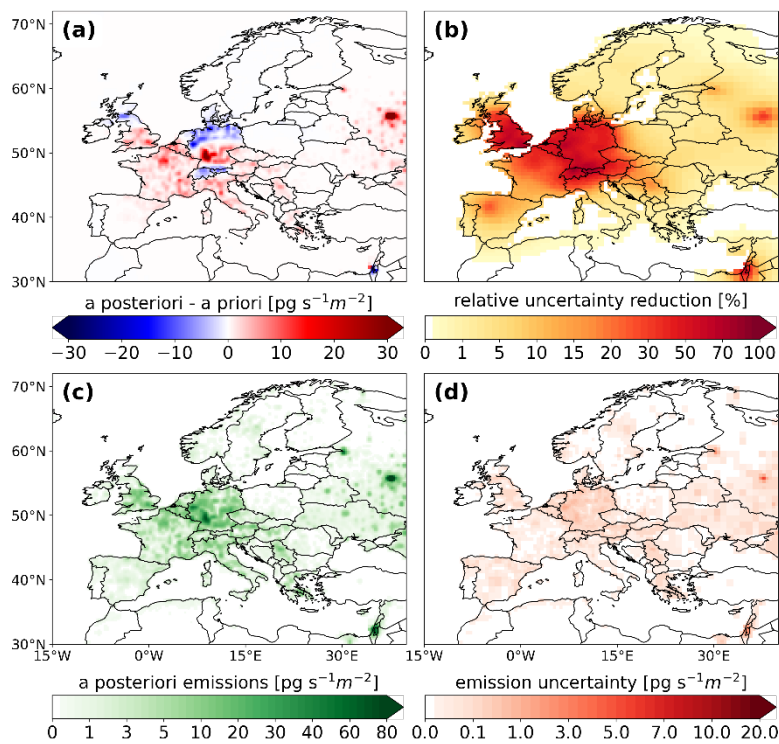 (a) (b)
70°N
60°N
50°N
40°N
30°N
a posteriori - a priori [pg s⁻¹m⁻²] relative uncertainty reduction [%]
−30 −20 −10 0 10 20 30 0 1 5 10 15 20 30 50 70 100
(c) (d)
70°N
60°N
50°N
40°N
30°N
15°W 0°W 15°E 30°E 15°W 0°W 15°E 30°E
a posteriori emissions [pg s⁻¹m⁻²] emission uncertainty [pg s⁻¹m⁻²]
0 1 3 5 10 20 30 40 60 80 0.0 0.1 1.0 3.0 5.0 7.0 10.0 20.0